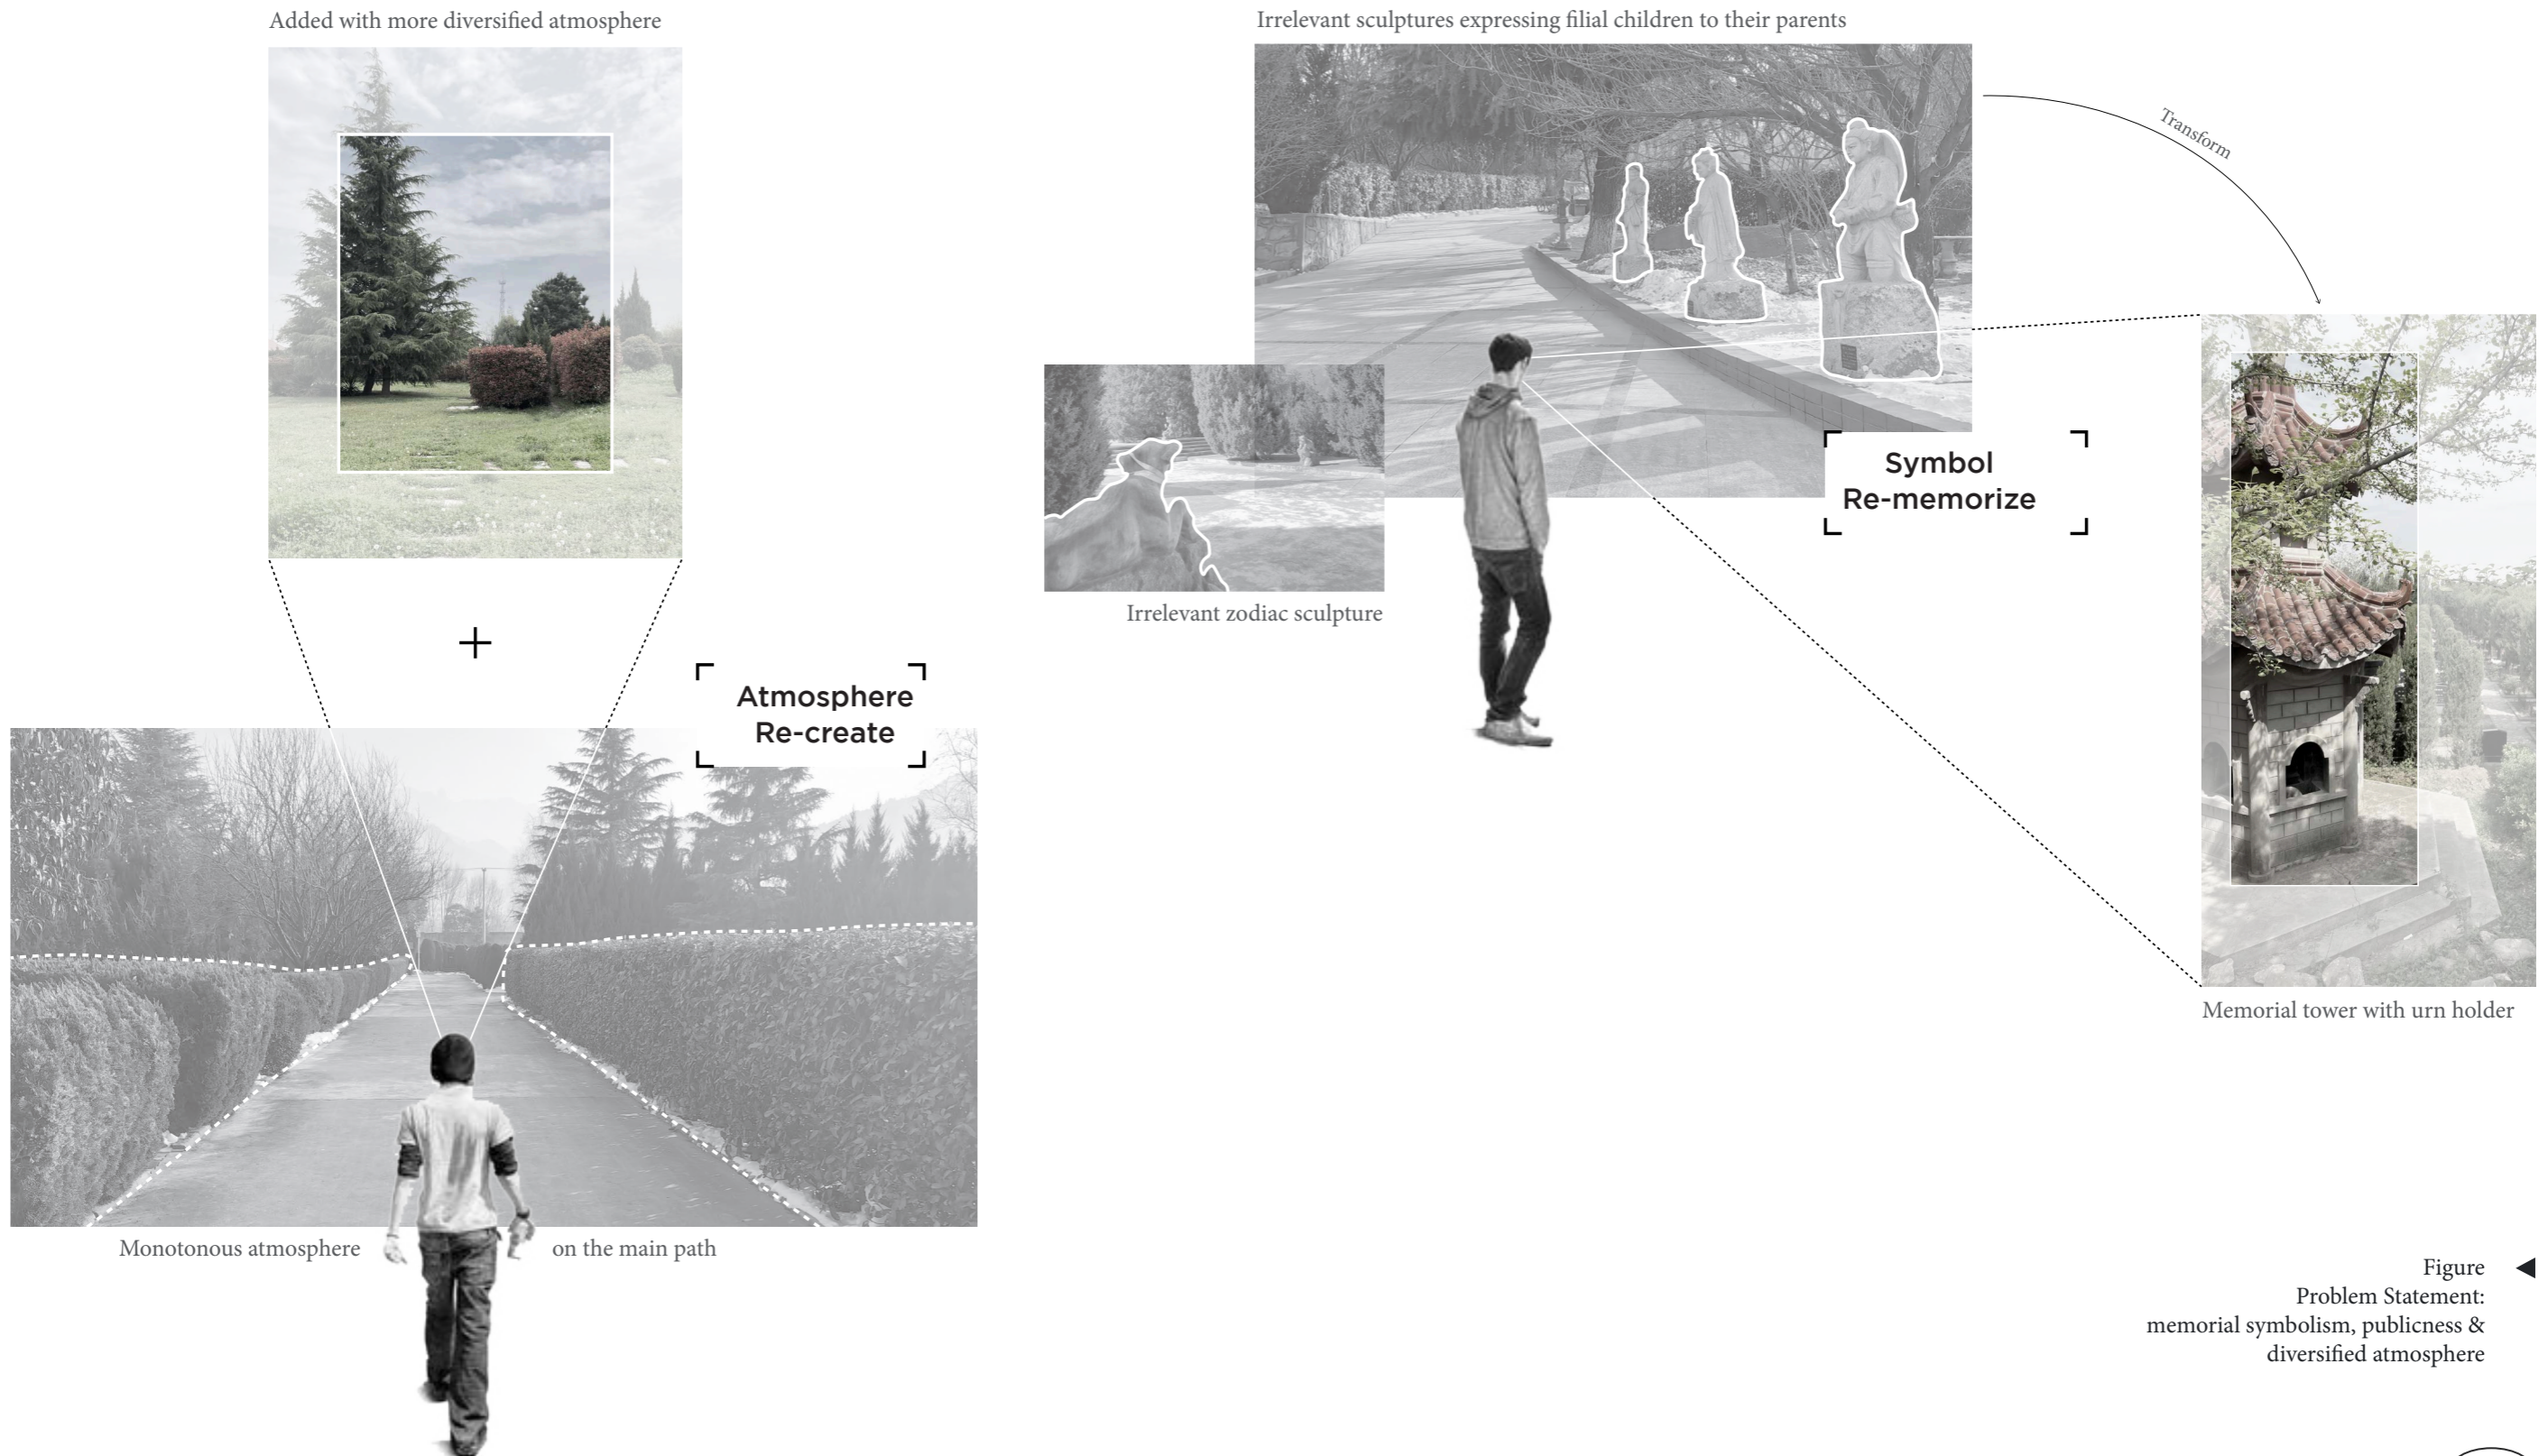 Added with more diversified atmosphere
Irrelevant sculptures expressing filial children to their parents
Transform
Symbol
Re-memorize
Irrelevant zodiac sculpture
Atmosphere
Re-create
Memorial tower with urn holder
Monotonous atmosphere on the main path
Figure
Problem Statement:
memorial symbolism, publicness &
diversified atmosphere